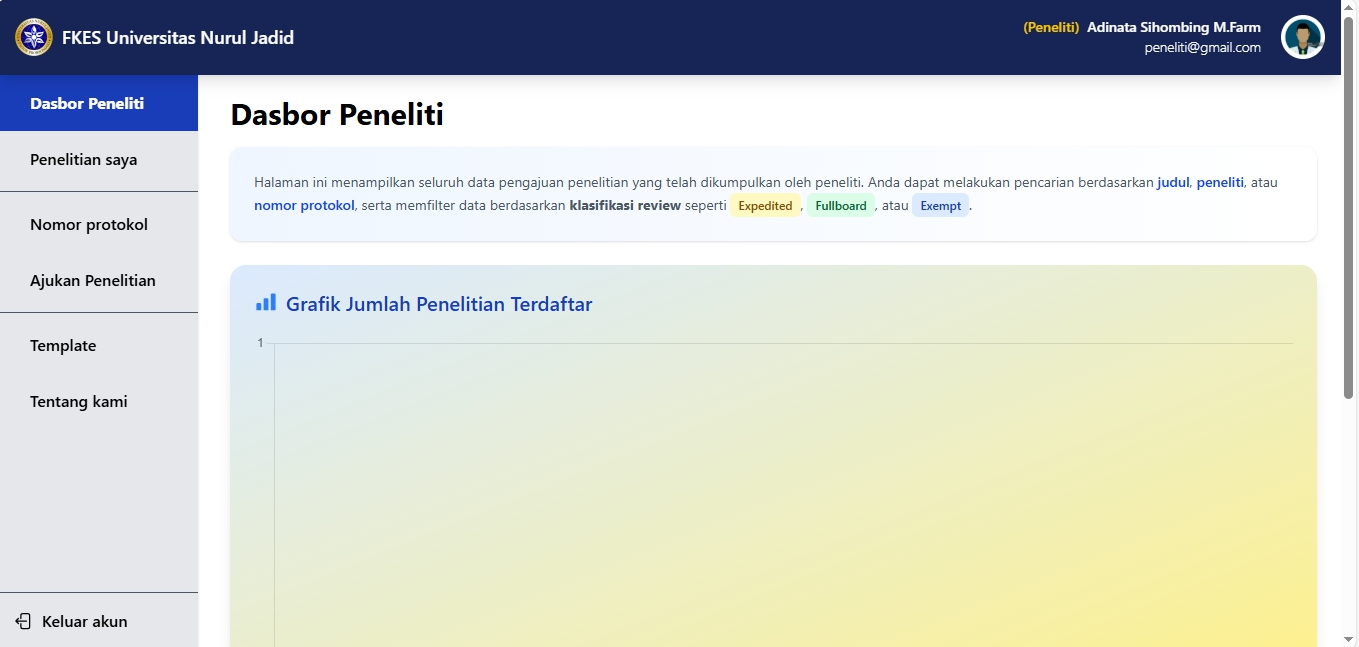 FKES Universitas Nurul Jadid
(Peneliti) Adinata Sihombing M.Farm
peneliti@gmail.com
Dasbor Peneliti
Penelitian saya
Nomor protokol
Ajukan Penelitian
Template
Tentang kami
Keluar akun
Dasbor Peneliti
Halaman ini menampilkan seluruh data pengajuan penelitian yang telah dikumpulkan oleh peneliti. Anda dapat melakukan pencarian berdasarkan judul, peneliti, atau
nomor protokol, serta memfilter data berdasarkan klasifikasi review seperti Expedited, Fullboard, atau Exempt.
Grafik Jumlah Penelitian Terdaftar
1